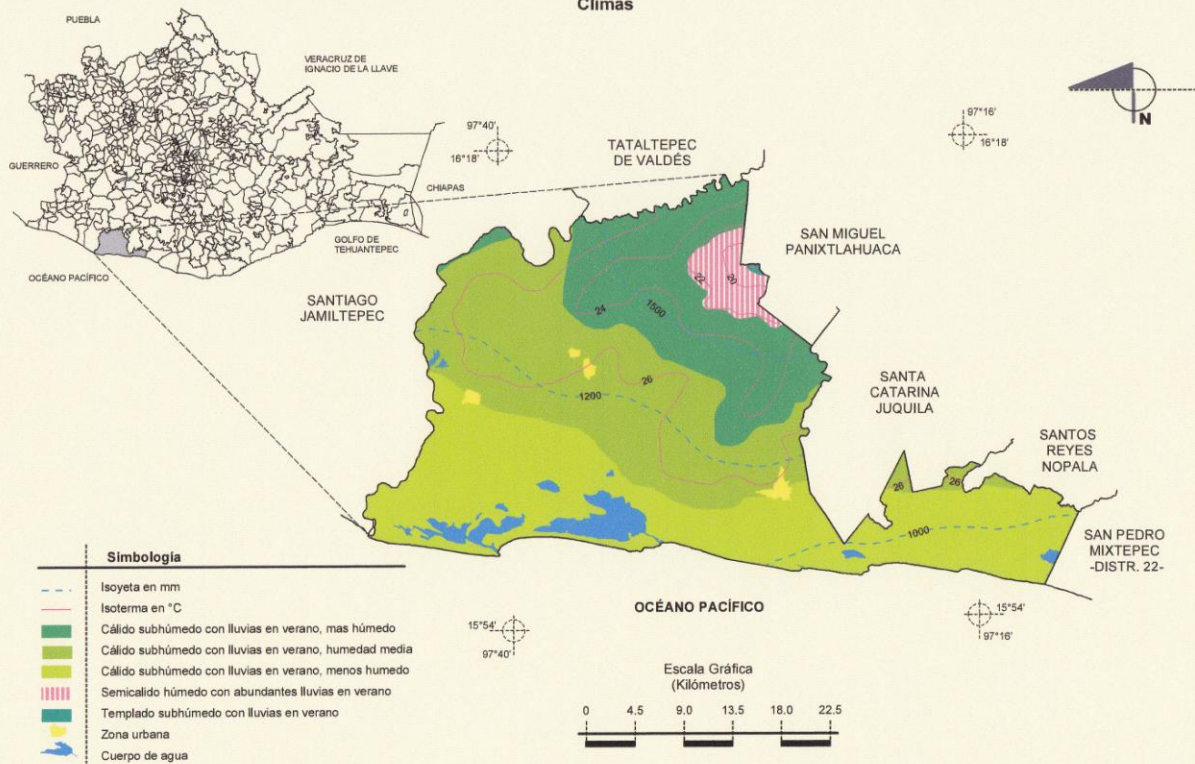 Climas
PUEBLA
VERACRUZ DE
IGNACIO DE LA LLAVE
GUERRERO
CHIAPAS
GOLFO DE
TEHUANTEPEC
OCÉANO PACÍFICO
N
97°40'
16°18'
97°16'
16°18'
TATALTEPEC
DE VALDÉS
SAN MIGUEL
PANIXTLAHUACA
SANTIAGO
JAMILTEPEC
SANTA
CATARINA
JUQUILA
SANTOS
REYES
NOPALA
SAN PEDRO
MIXTEPEC
-DISTR. 22-
22
20
24
1500
26
1200
26
26
1000
OCÉANO PACÍFICO
15°54'
97°40'
15°54'
97°16'
Simbología
Isoyeta en mm
Isoterma en °C
Cálido subhúmedo con lluvias en verano, mas húmedo
Cálido subhúmedo con lluvias en verano, humedad media
Cálido subhúmedo con lluvias en verano, menos humedo
Semicalido húmedo con abundantes lluvias en verano
Templado subhúmedo con lluvias en verano
Zona urbana
Cuerpo de agua
Escala Gráfica
(Kilómetros)
0 4.5 9.0 13.5 18.0 22.5